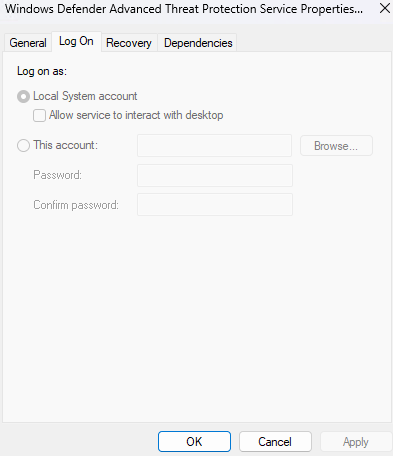 Windows Defender Advanced Threat Protection Service Properties...
General Log On Recovery Dependencies
Log on as:
Local System account
Allow service to interact with desktop
This account: Browse...
Password:
Confirm password:
OK Cancel Apply